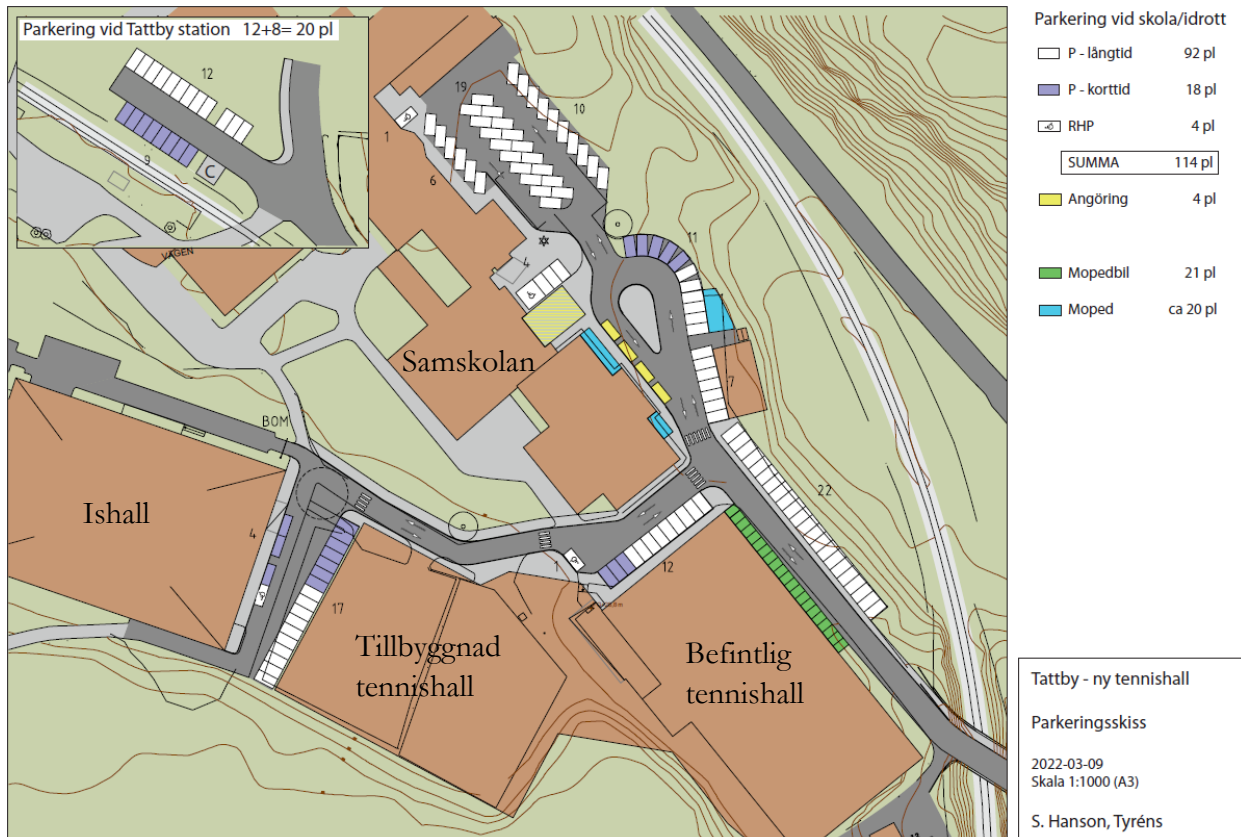 Parkering vid Tattby station 12+8= 20 pl
12
9
C
VÄGEN
19
10
1
6
4
11
7
Samskolan
BOM
22
Ishall
4
17
1
12
Tillbyggnad
tennishall
Befintlig
tennishall
Parkering vid skola/idrott
P - långtid 92 pl
P - korttid 18 pl
RHP 4 pl
SUMMA 114 pl
Angöring 4 pl
Mopedbil 21 pl
Moped ca 20 pl
Tattby - ny tennishall
Parkeringsskiss
2022-03-09
Skala 1:1000 (A3)
S. Hanson, Tyréns